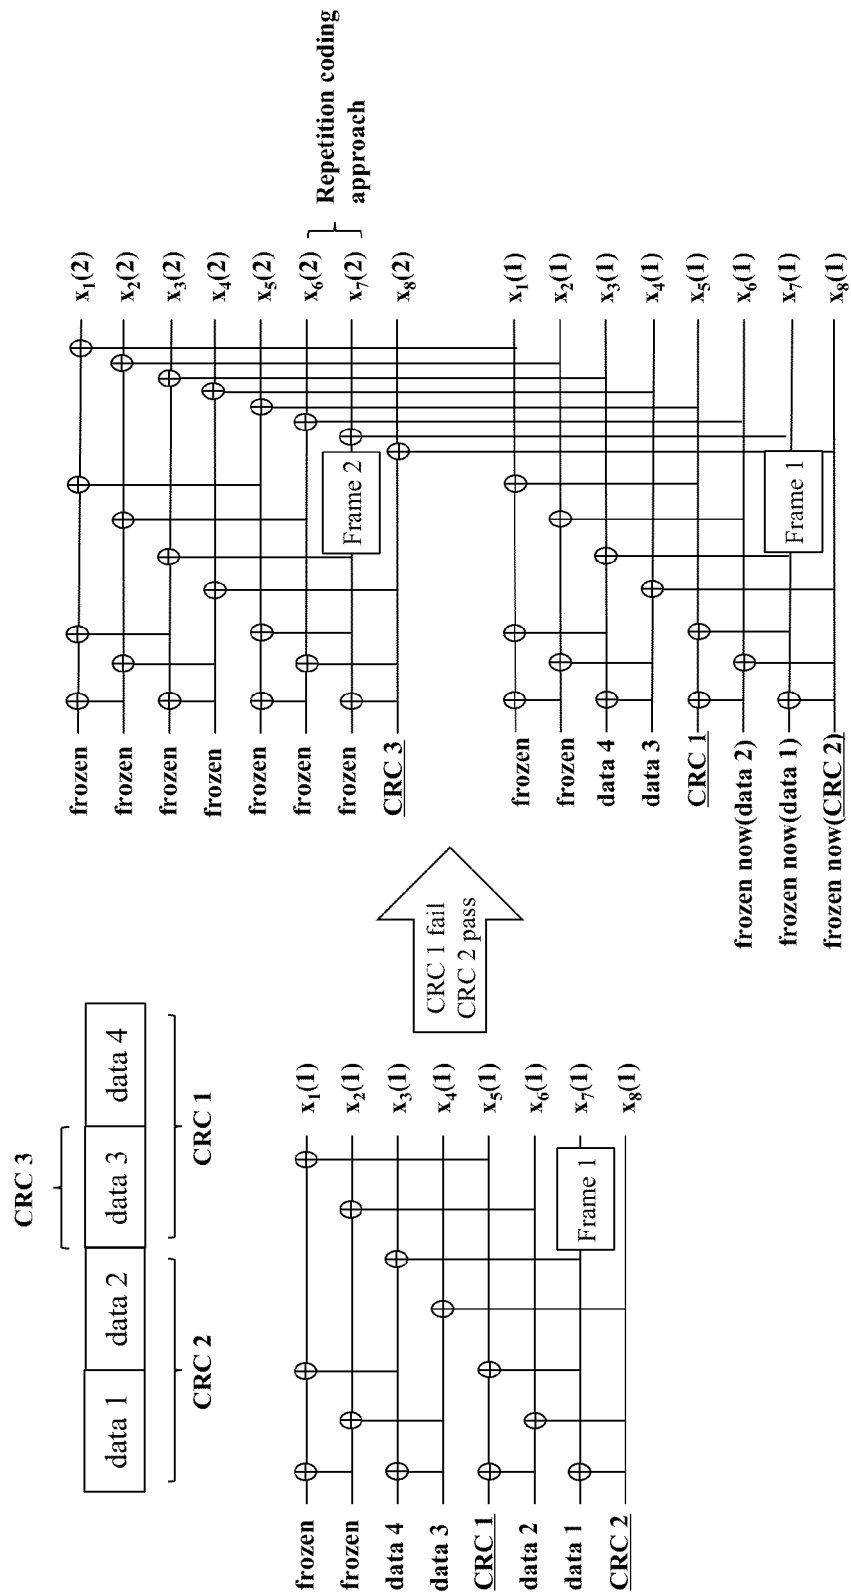 CRC 3
data 1 data 2 data 3 data 4
CRC 2 CRC 1
frozen x₁(1)
frozen x₂(1)
data 4 x₃(1)
data 3 x₄(1)
CRC 1 x₅(1)
data 2 x₆(1)
data 1 x₇(1)
CRC 2 x₈(1)
Frame 1
CRC 1 fail
CRC 2 pass
frozen x₁(2)
frozen x₂(2)
frozen x₃(2)
frozen x₄(2)
frozen x₅(2)
frozen x₆(2)
frozen x₇(2)
CRC 3 x₈(2)
Frame 2
Repetition coding
approach
frozen x₁(1)
frozen x₂(1)
data 4 x₃(1)
data 3 x₄(1)
CRC 1 x₅(1)
frozen now(data 2) x₆(1)
frozen now(data 1) x₇(1)
frozen now(CRC 2) x₈(1)
Frame 1